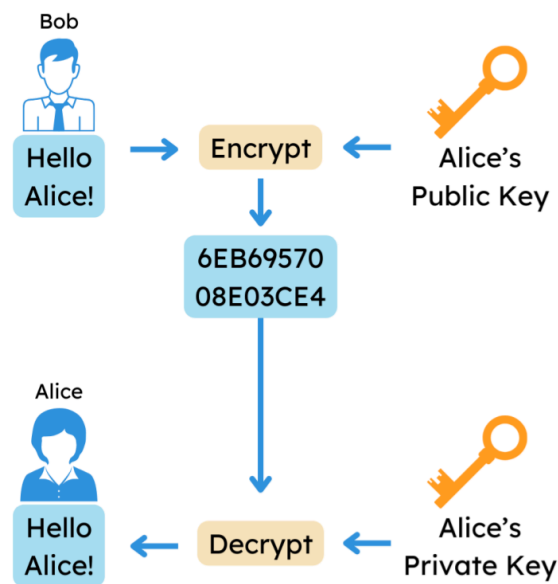 Bob
Hello
Alice!
Encrypt
Alice's
Public Key
6EB69570
08E03CE4
Alice
Hello
Alice!
Decrypt
Alice's
Private Key